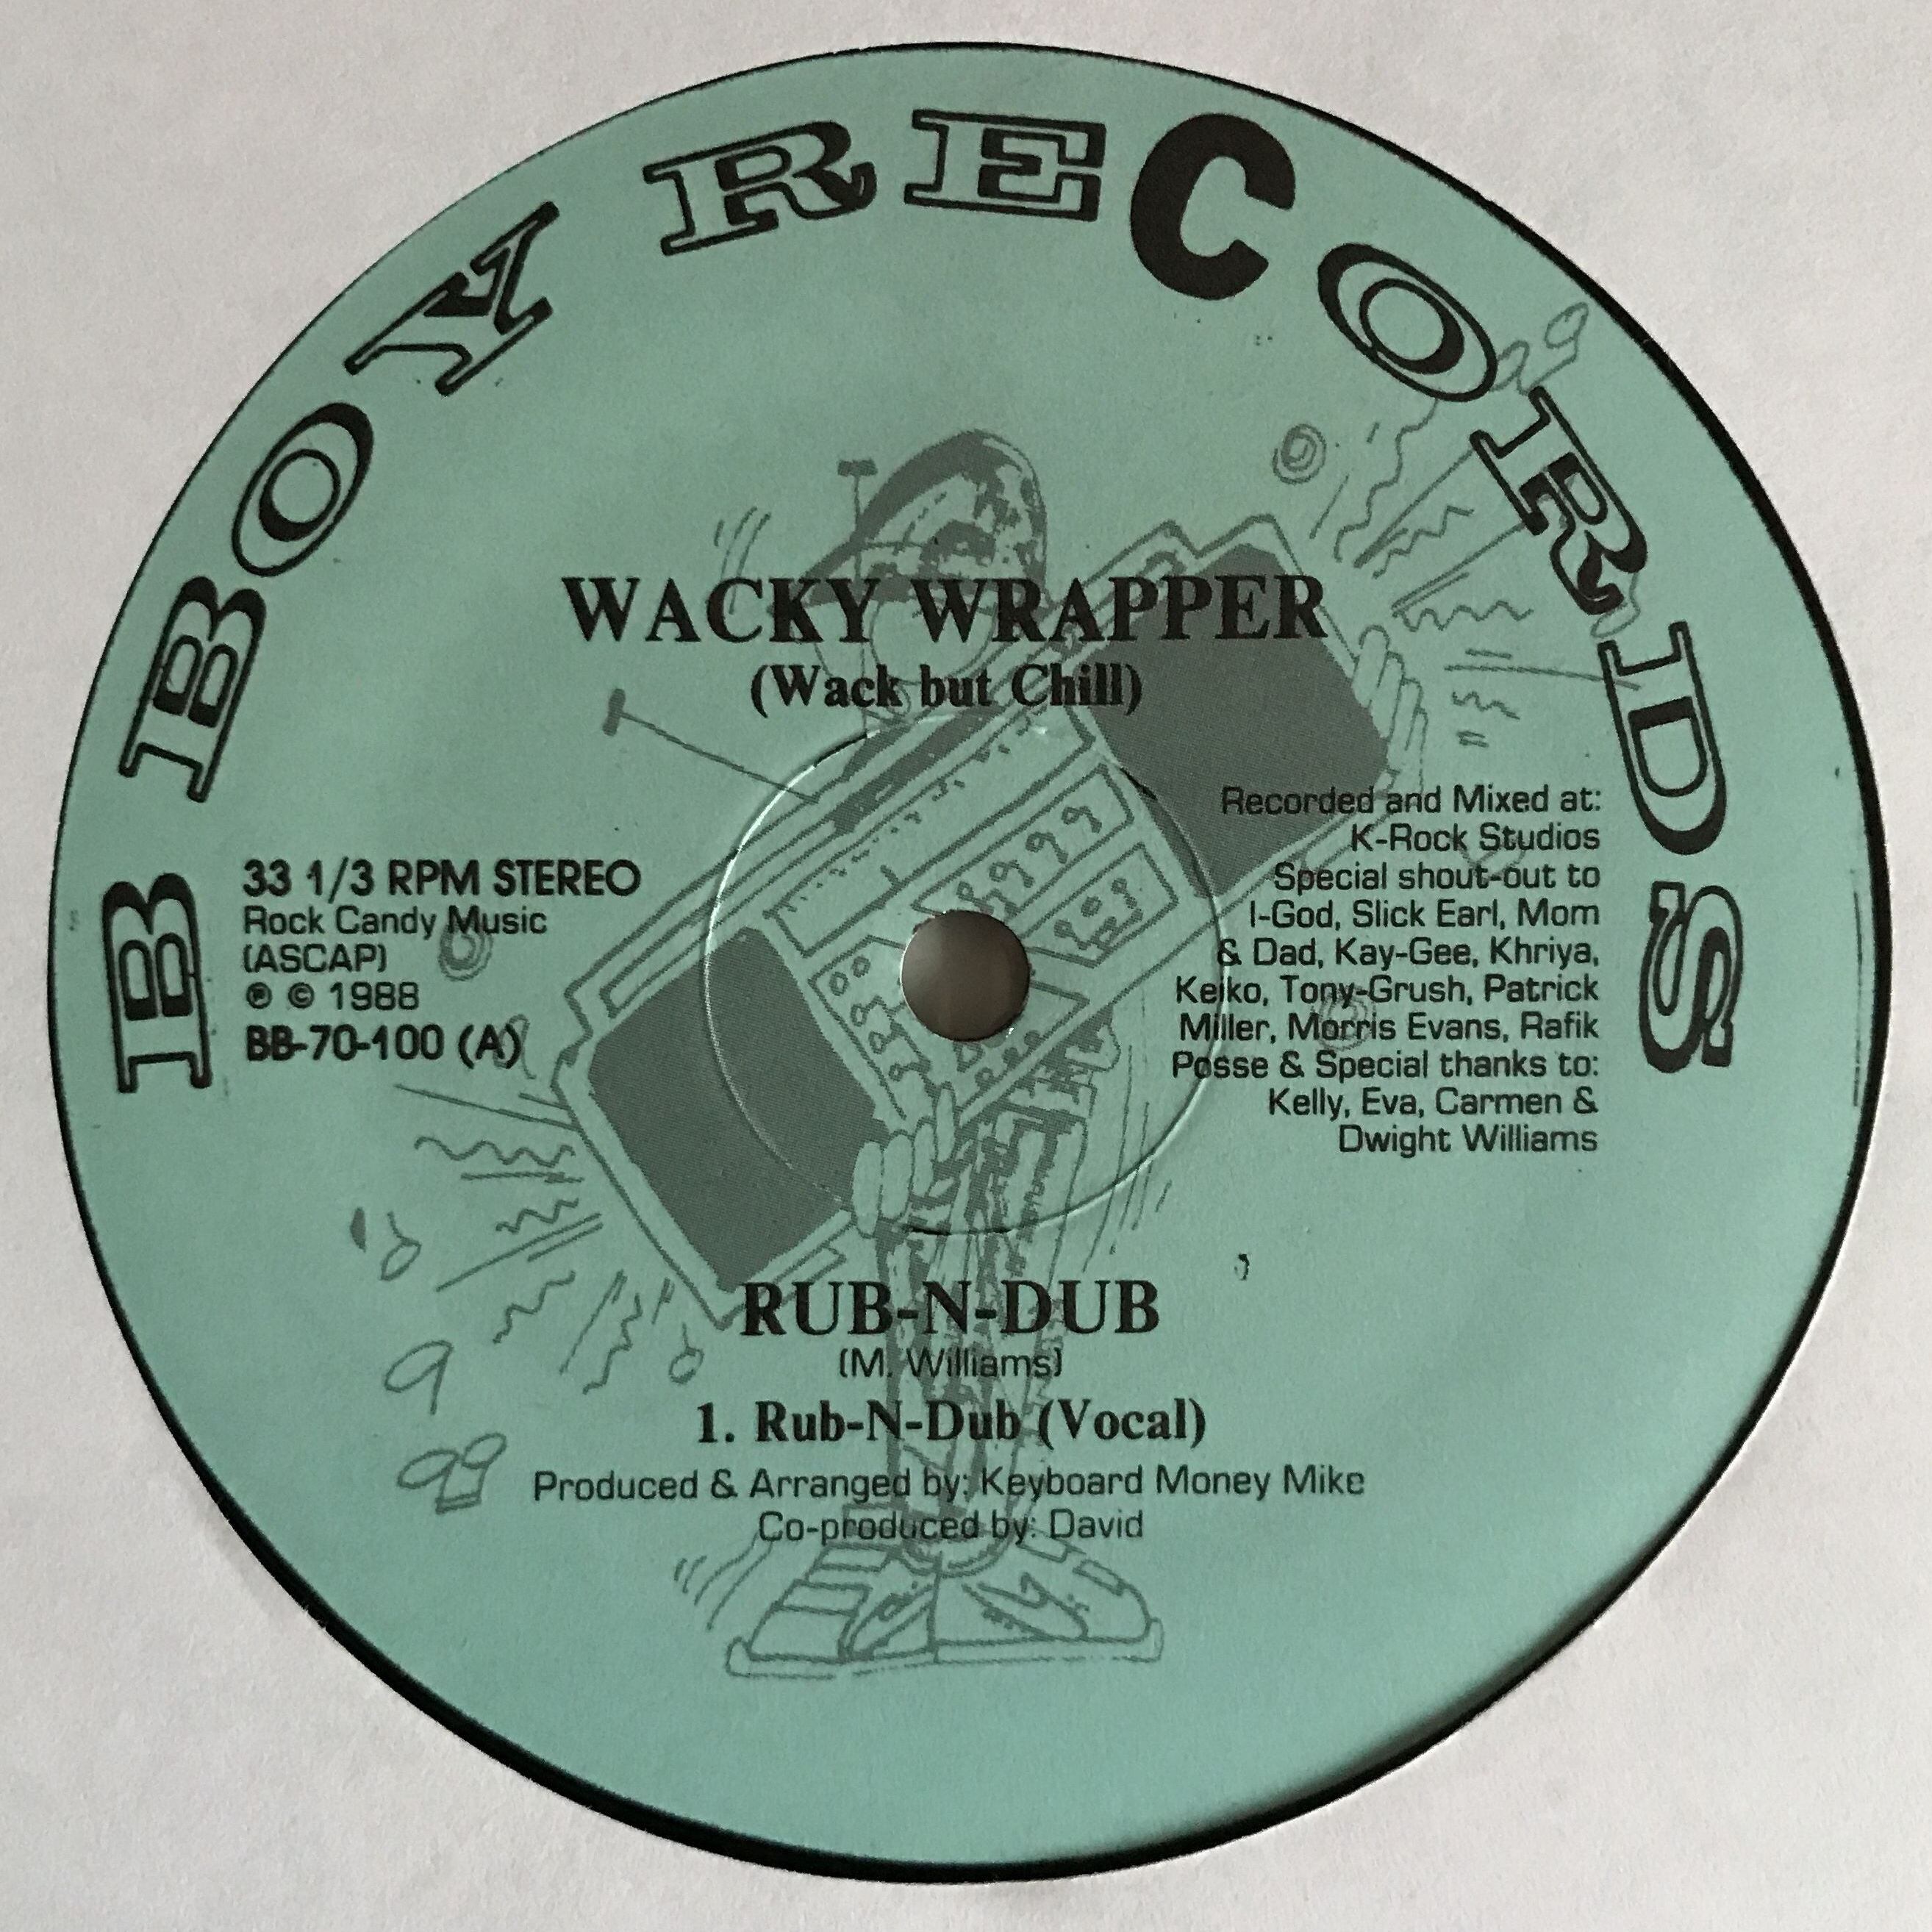 B BOY RECORDS
WACKY WRAPPER
(Wack but Chill)
33 1/3 RPM STEREO
Rock Candy Music
(ASCAP)
℗ © 1988
BB-70-100 (A)
Recorded and Mixed at:
K-Rock Studios
Special shout-out to
I-God, Slick Earl, Mom
& Dad, Kay-Gee, Khriya,
Keiko, Tony-Grush, Patrick
Miller, Morris Evans, Rafik
Posse & Special thanks to:
Kelly, Eva, Carmen &
Dwight Williams
RUB-N-DUB
(M. Williams)
1. Rub-N-Dub (Vocal)
Produced & Arranged by: Keyboard Money Mike
Co-produced by: David